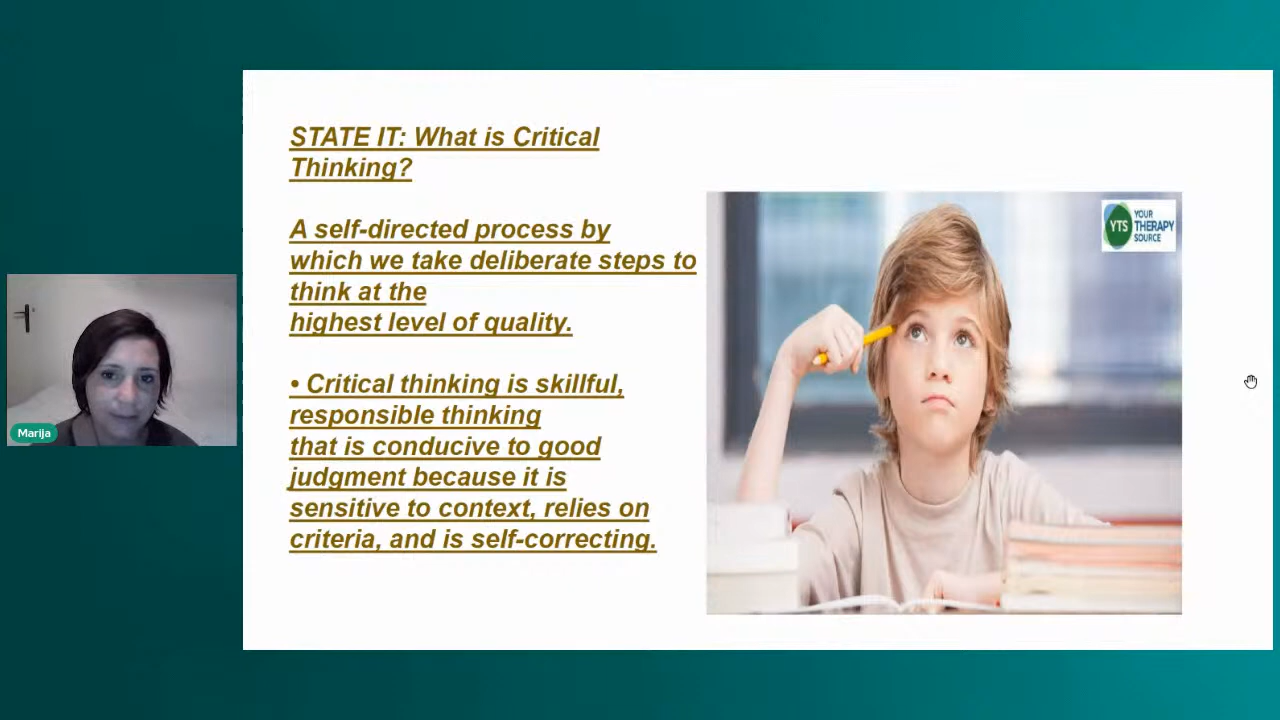 STATE IT: What is Critical
Thinking?
A self-directed process by
which we take deliberate steps to
think at the
highest level of quality.
• Critical thinking is skillful,
responsible thinking
that is conducive to good
judgment because it is
sensitive to context, relies on
criteria, and is self-correcting.
YTS
YOUR
THERAPY
SOURCE
Marija